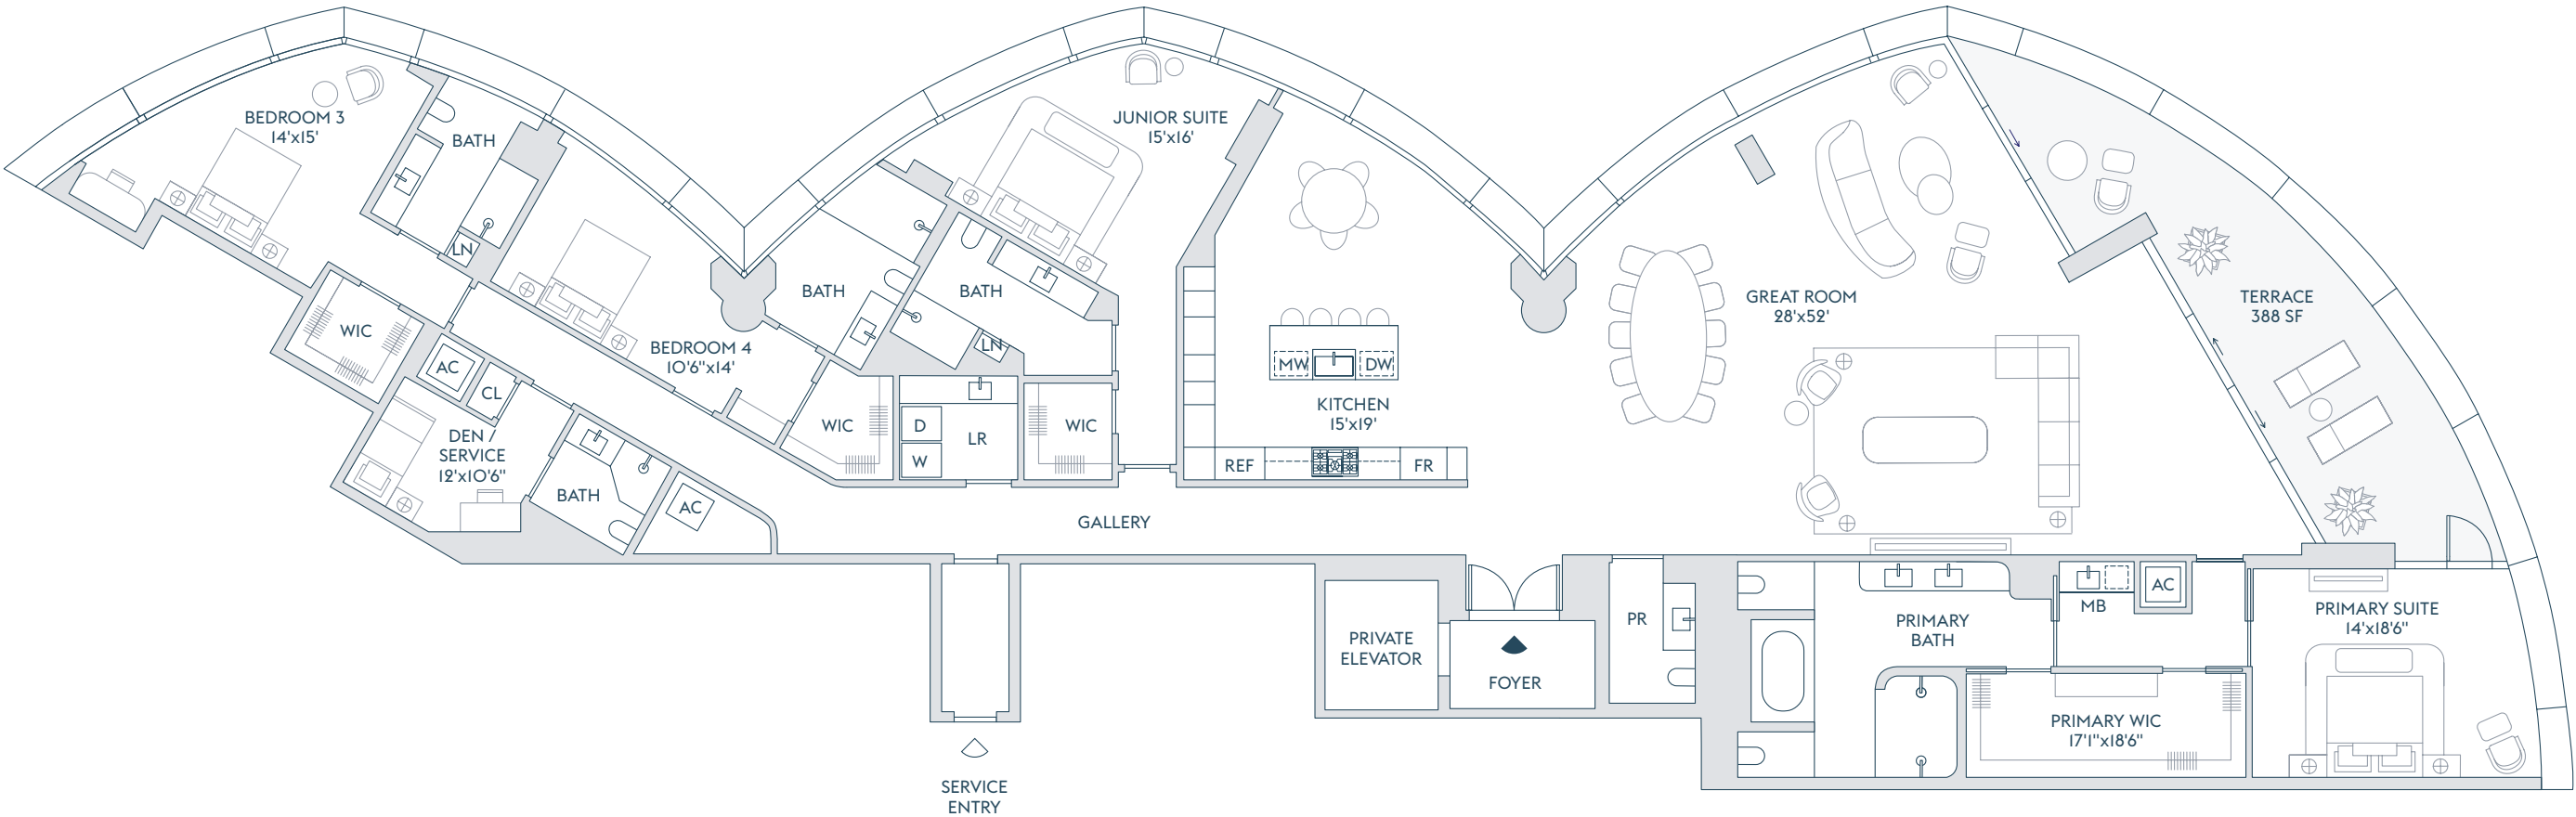 BEDROOM 3
14'x15'
BATH
LN
WIC
AC
CL
DEN /
SERVICE
12'x10'6"
BATH
AC
BEDROOM 4
10'6"x14'
BATH
WIC
JUNIOR SUITE
15'x16'
BATH
LN
D
W
LR
WIC
MW
DW
KITCHEN
15'x19'
REF
FR
GALLERY
GREAT ROOM
28'x52'
TERRACE
388 SF
SERVICE
ENTRY
PRIVATE
ELEVATOR
FOYER
PR
PRIMARY
BATH
MB
AC
PRIMARY WIC
17'1"x18'6"
PRIMARY SUITE
14'x18'6"